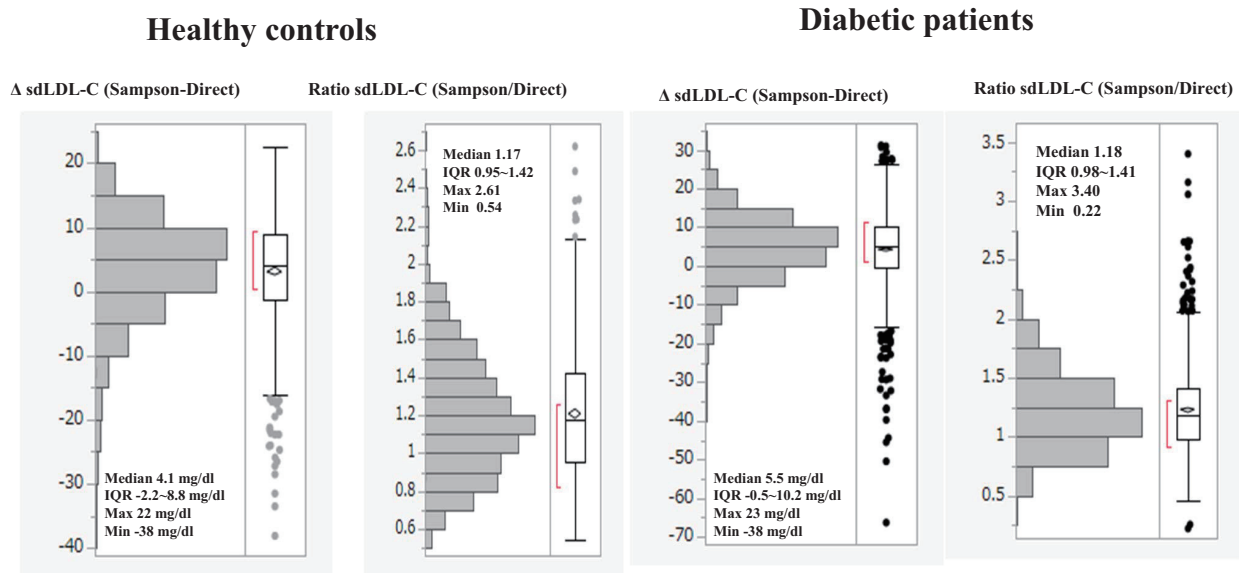 Healthy controls
Diabetic patients
Δ sdLDL-C (Sampson-Direct)
20
10
0
-10
-20
-30
-40
Median 4.1 mg/dl
IQR -2.2~8.8 mg/dl
Max 22 mg/dl
Min -38 mg/dl
Ratio sdLDL-C (Sampson/Direct)
2.6
2.4
2.2
2
1.8
1.6
1.4
1.2
1
0.8
0.6
Median 1.17
IQR 0.95~1.42
Max 2.61
Min 0.54
Δ sdLDL-C (Sampson-Direct)
30
20
10
0
-10
-20
-30
-40
-50
-60
-70
Median 5.5 mg/dl
IQR -0.5~10.2 mg/dl
Max 23 mg/dl
Min -38 mg/dl
Ratio sdLDL-C (Sampson/Direct)
3.5
3
2.5
2
1.5
1
0.5
Median 1.18
IQR 0.98~1.41
Max 3.40
Min 0.22